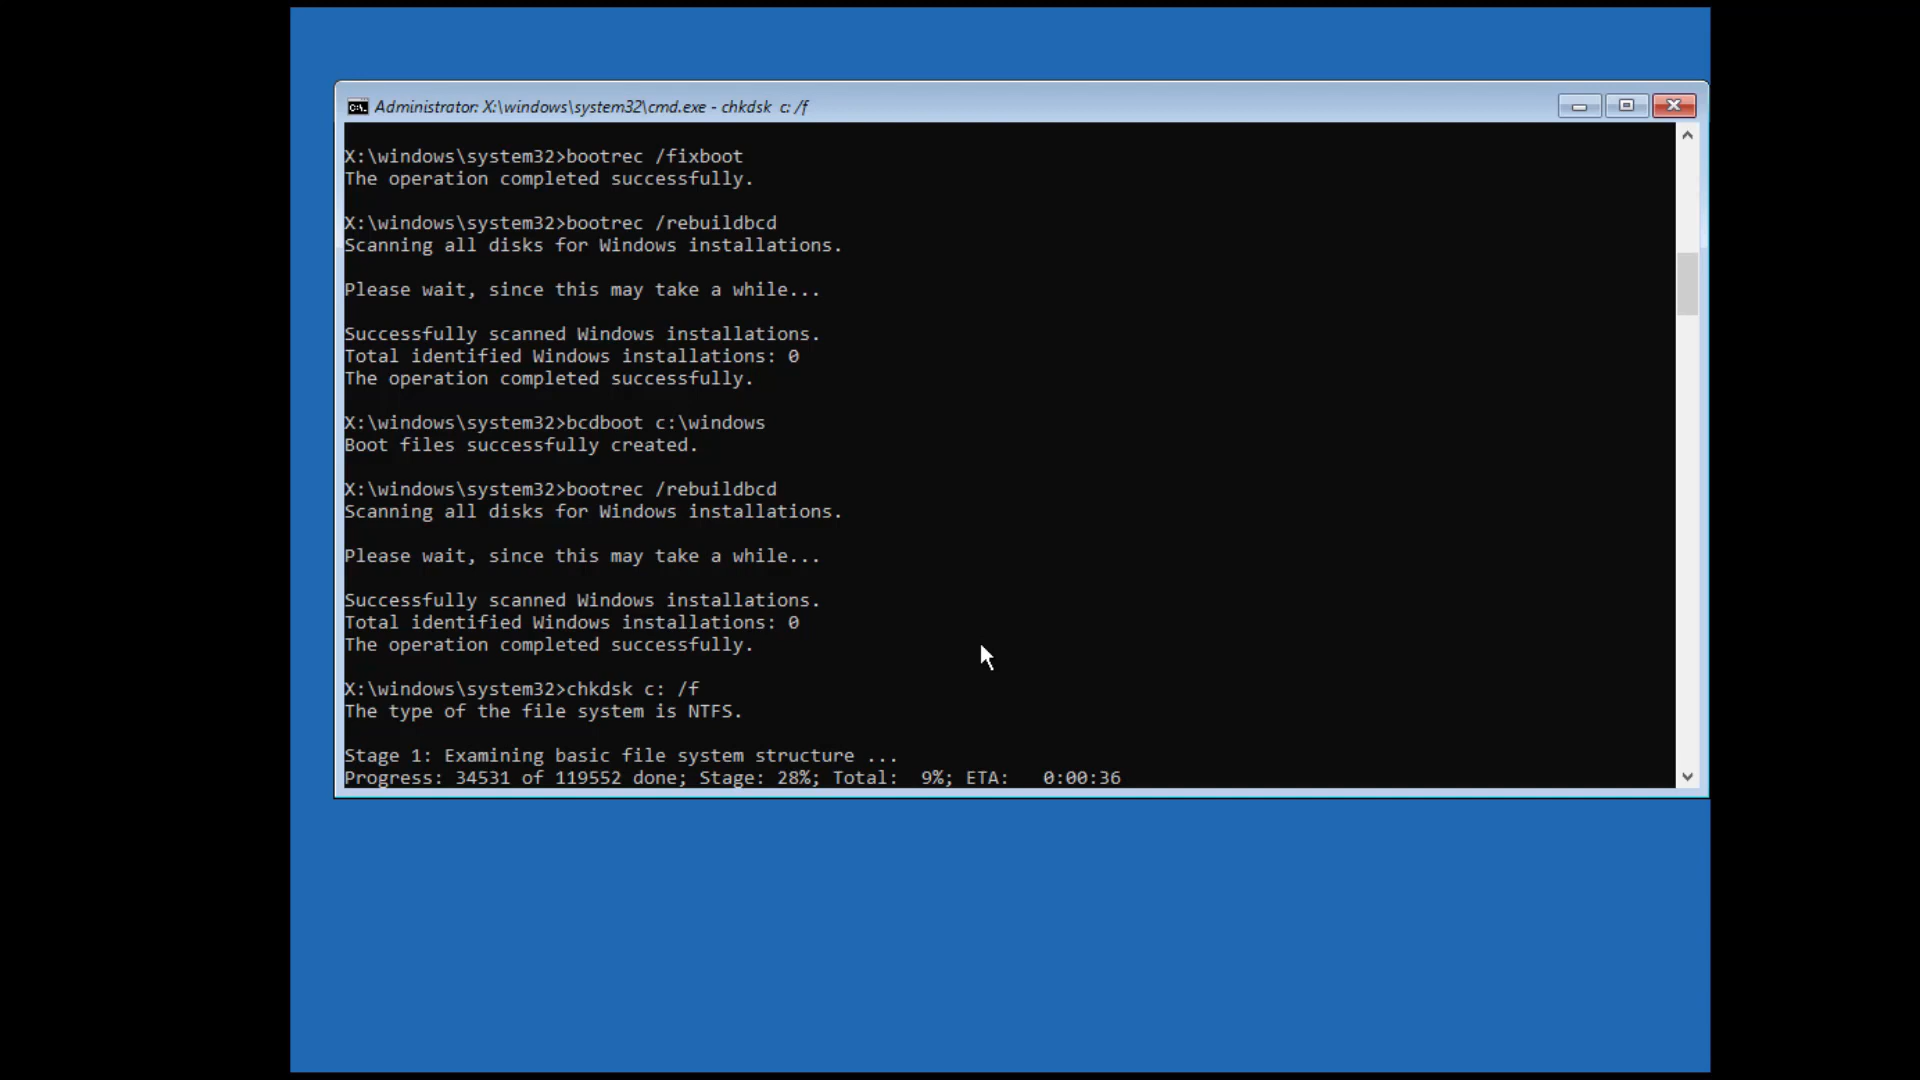 Administrator: X:\windows\system32\cmd.exe - chkdsk  c: /f
X:\windows\system32>bootrec /fixboot
The operation completed successfully.
X:\windows\system32>bootrec /rebuildbcd
Scanning all disks for Windows installations.
Please wait, since this may take a while...
Successfully scanned Windows installations.
Total identified Windows installations: 0
The operation completed successfully.
X:\windows\system32>bcdboot c:\windows
Boot files successfully created.
X:\windows\system32>bootrec /rebuildbcd
Scanning all disks for Windows installations.
Please wait, since this may take a while...
Successfully scanned Windows installations.
Total identified Windows installations: 0
The operation completed successfully.
X:\windows\system32>chkdsk c: /f
The type of the file system is NTFS.
Stage 1: Examining basic file system structure ...
Progress: 34531 of 119552 done; Stage: 28%; Total:  9%; ETA:   0:00:36